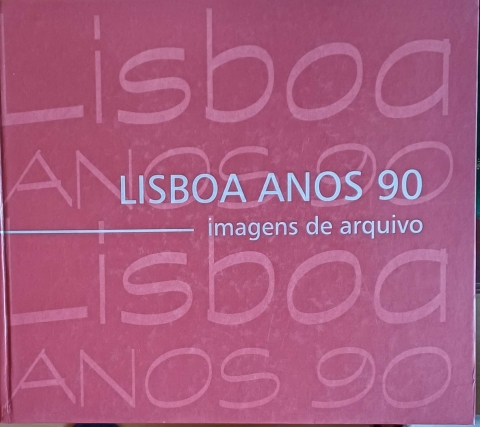 Lisboa
ANOS 90
LISBOA ANOS 90
imagens de arquivo
Lisboa
ANOS 90